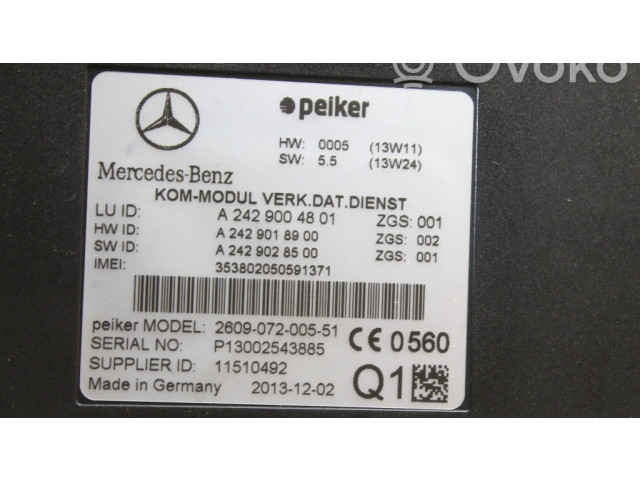 Ovoko
peiker
HW: 0005 (13W11)
SW: 5.5 (13W24)
Mercedes-Benz
KOM-MODUL VERK.DAT.DIENST
LU ID: A 242 900 48 01 ZGS: 001
HW ID: A 242 901 89 00 ZGS: 002
SW ID: A 242 902 85 00 ZGS: 001
IMEI: 353802050591371
peiker MODEL: 2609-072-005-51 CE 0560
SERIAL NO: P13002543885
SUPPLIER ID: 11510492
Made in Germany 2013-12-02 Q1